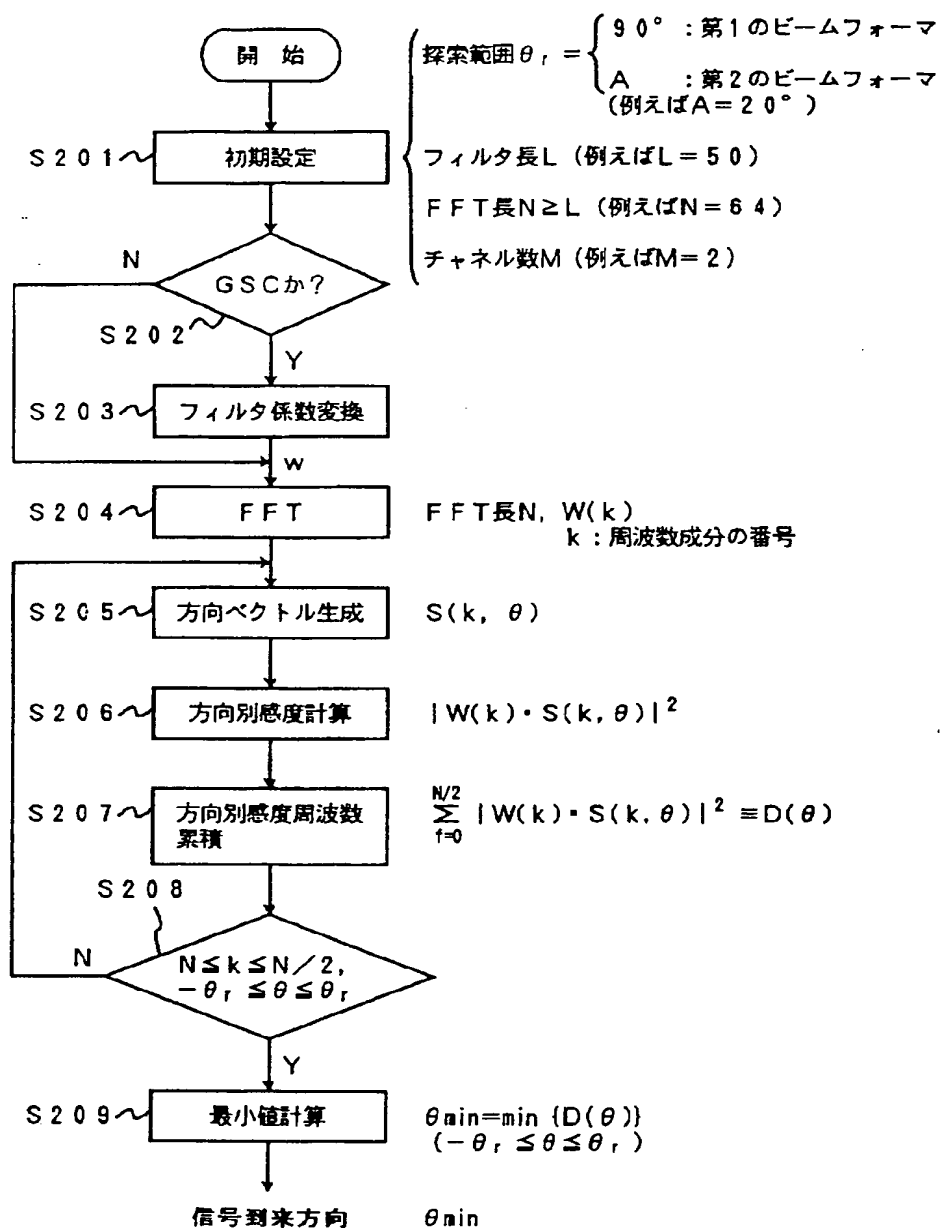 開 始
探索範囲θr = 90° :第1のビームフォーマ
A :第2のビームフォーマ
(例えばA=20°)
S201 初期設定
フィルタ長L (例えばL=50)
FFT長N≧L (例えばN=64)
チャネル数M (例えばM=2)
N
GSCか?
S202
Y
S203 フィルタ係数変換
w
S204 FFT FFT長N, W(k)
k:周波数成分の番号
S205 方向ベクトル生成 S(k, θ)
S206 方向別感度計算 |W(k)・S(k, θ)|²
S207 方向別感度周波数
累積
N/2
Σ |W(k)・S(k, θ)|² ≡D(θ)
f=0
S208
N
N≦k≦N/2,
-θr≦θ≦θr
Y
S209 最小値計算 θmin=min {D(θ)}
(-θr≦θ≦θr)
信号到来方向 θmin